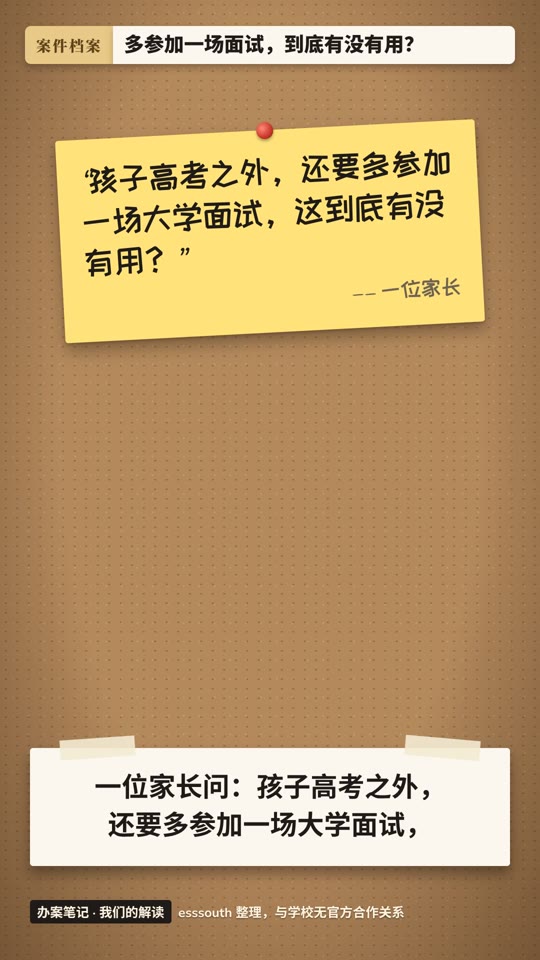 案件档案 多参加一场面试，到底有没有用？
“孩子高考之外，还要多参加
一场大学面试，这到底有没
有用？”
—— 一位家长
一位家长问：孩子高考之外，
还要多参加一场大学面试，
办案笔记 · 我们的解读 esssouth 整理，与学校无官方合作关系